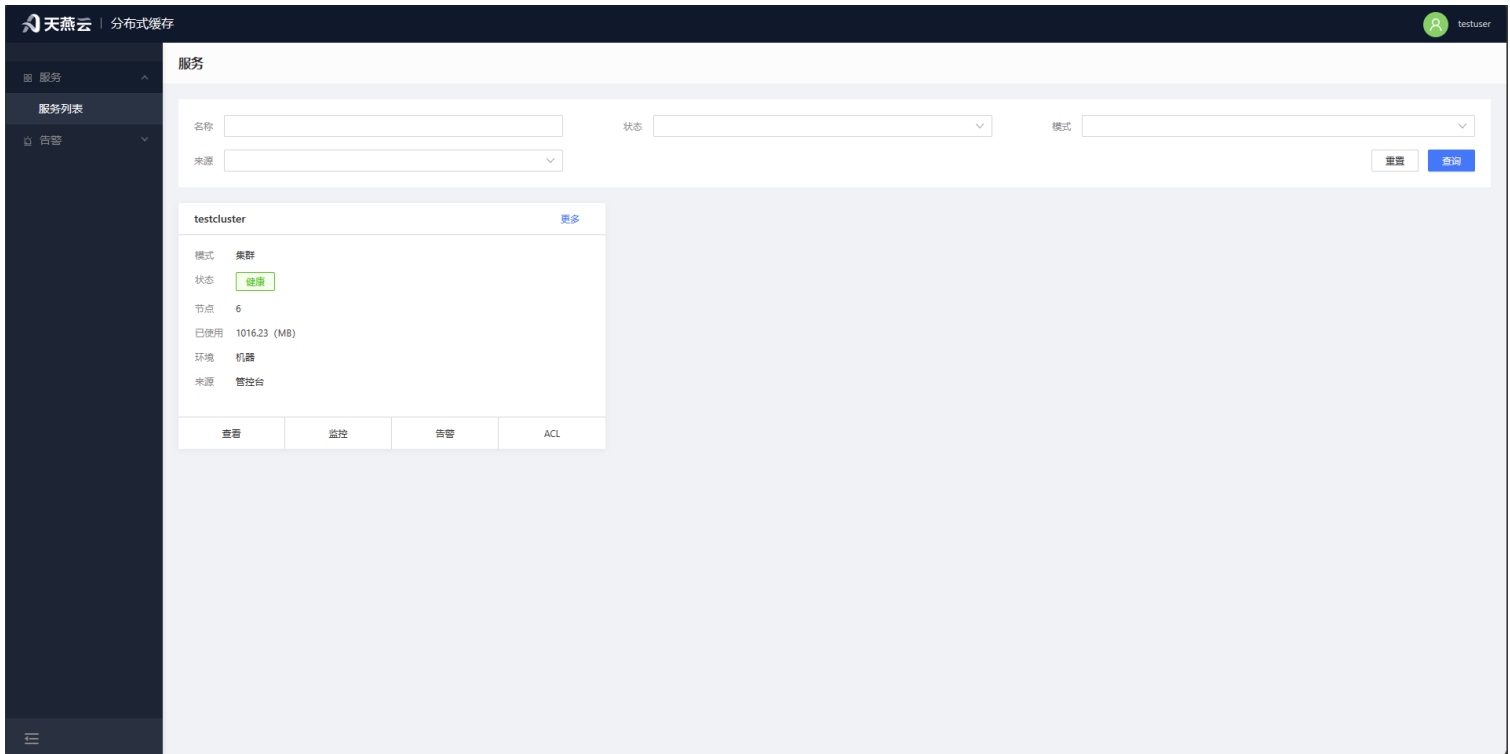 天燕云 | 分布式缓存
testuser
服务
服务列表
告警
服务
名称
状态
模式
来源
重置
查询
testcluster
更多
模式 集群
状态 健康
节点 6
已使用 1016.23（MB）
环境 机器
来源 管控台
查看
监控
告警
ACL